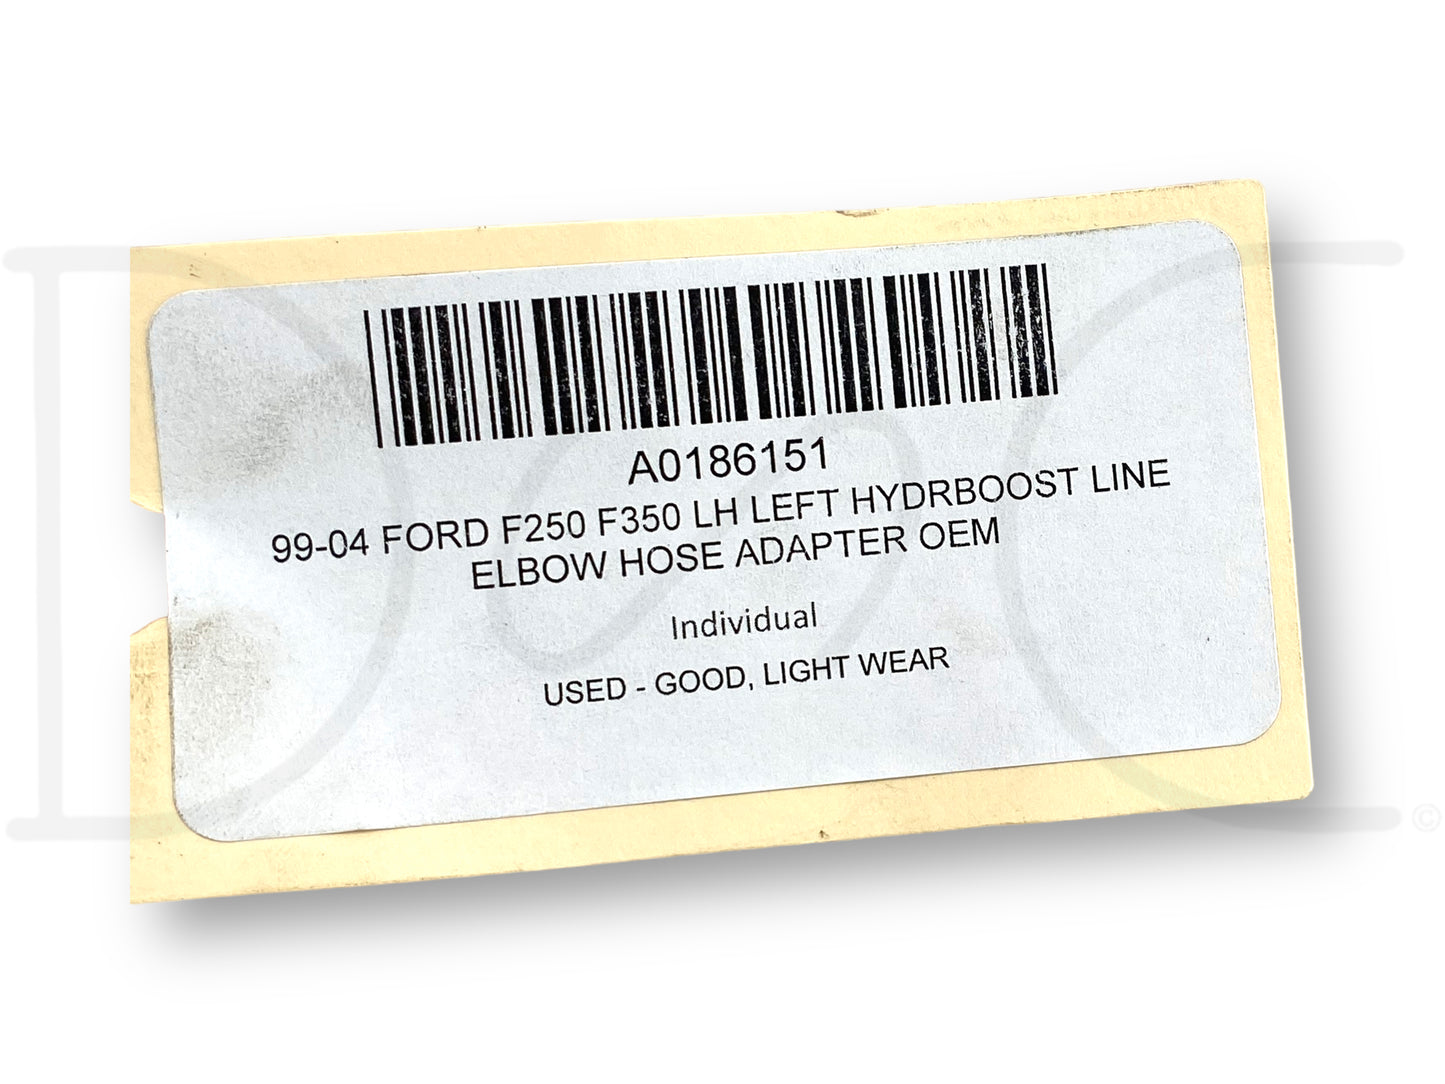 A0186151
99-04 FORD F250 F350 LH LEFT HYDRBOOST LINE
ELBOW HOSE ADAPTER OEM
Individual
USED - GOOD, LIGHT WEAR
©